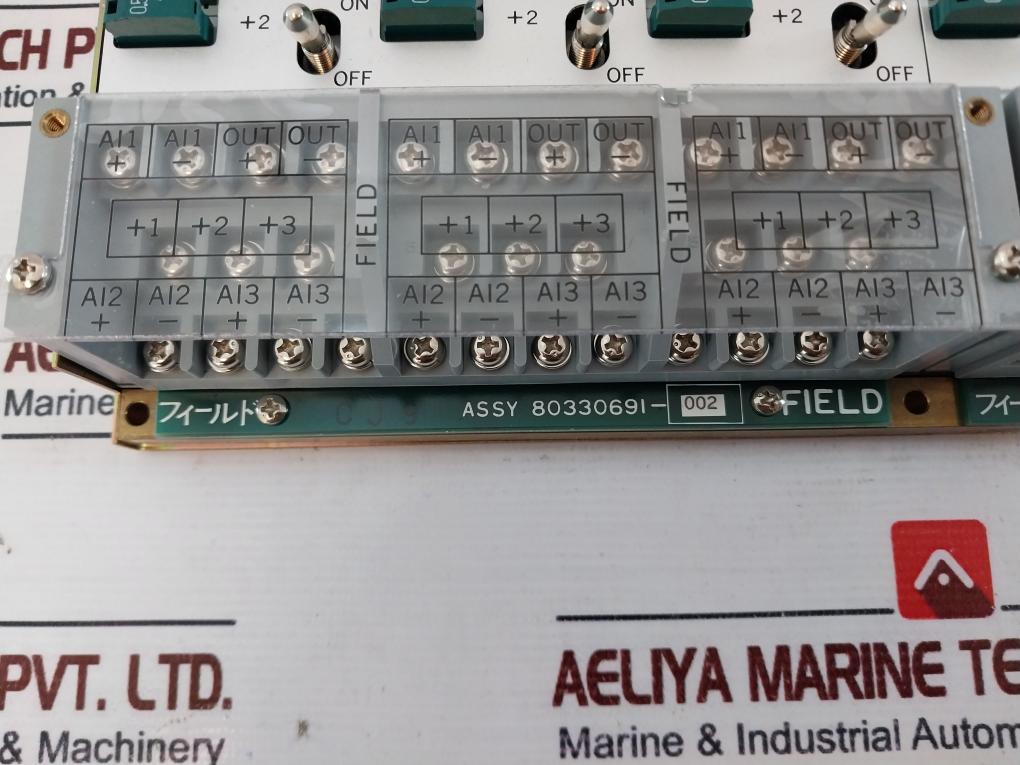 +2
ON
OFF
+2
ON
OFF
+2
OFF
CH P
ation &
AI1 AI1 OUT OUT
+ − + −
AI1 AI1 OUT OUT
+ − + −
AI1 AI1 OUT OUT
+ − + −
+1 +2 +3
FIELD
+1 +2 +3
FIELD
+1 +2 +3
AI2 AI2 AI3 AI3
+ − + −
AI2 AI2 AI3 AI3
+ − + −
AI2 AI2 AI3 AI3
+ − + −
Marine
フィールド
CJ9
ASSY 80330691-002
FIELD
フィー
PVT. LTD.
& Machinery
AELIYA MARINE TE
Marine & Industrial Autom